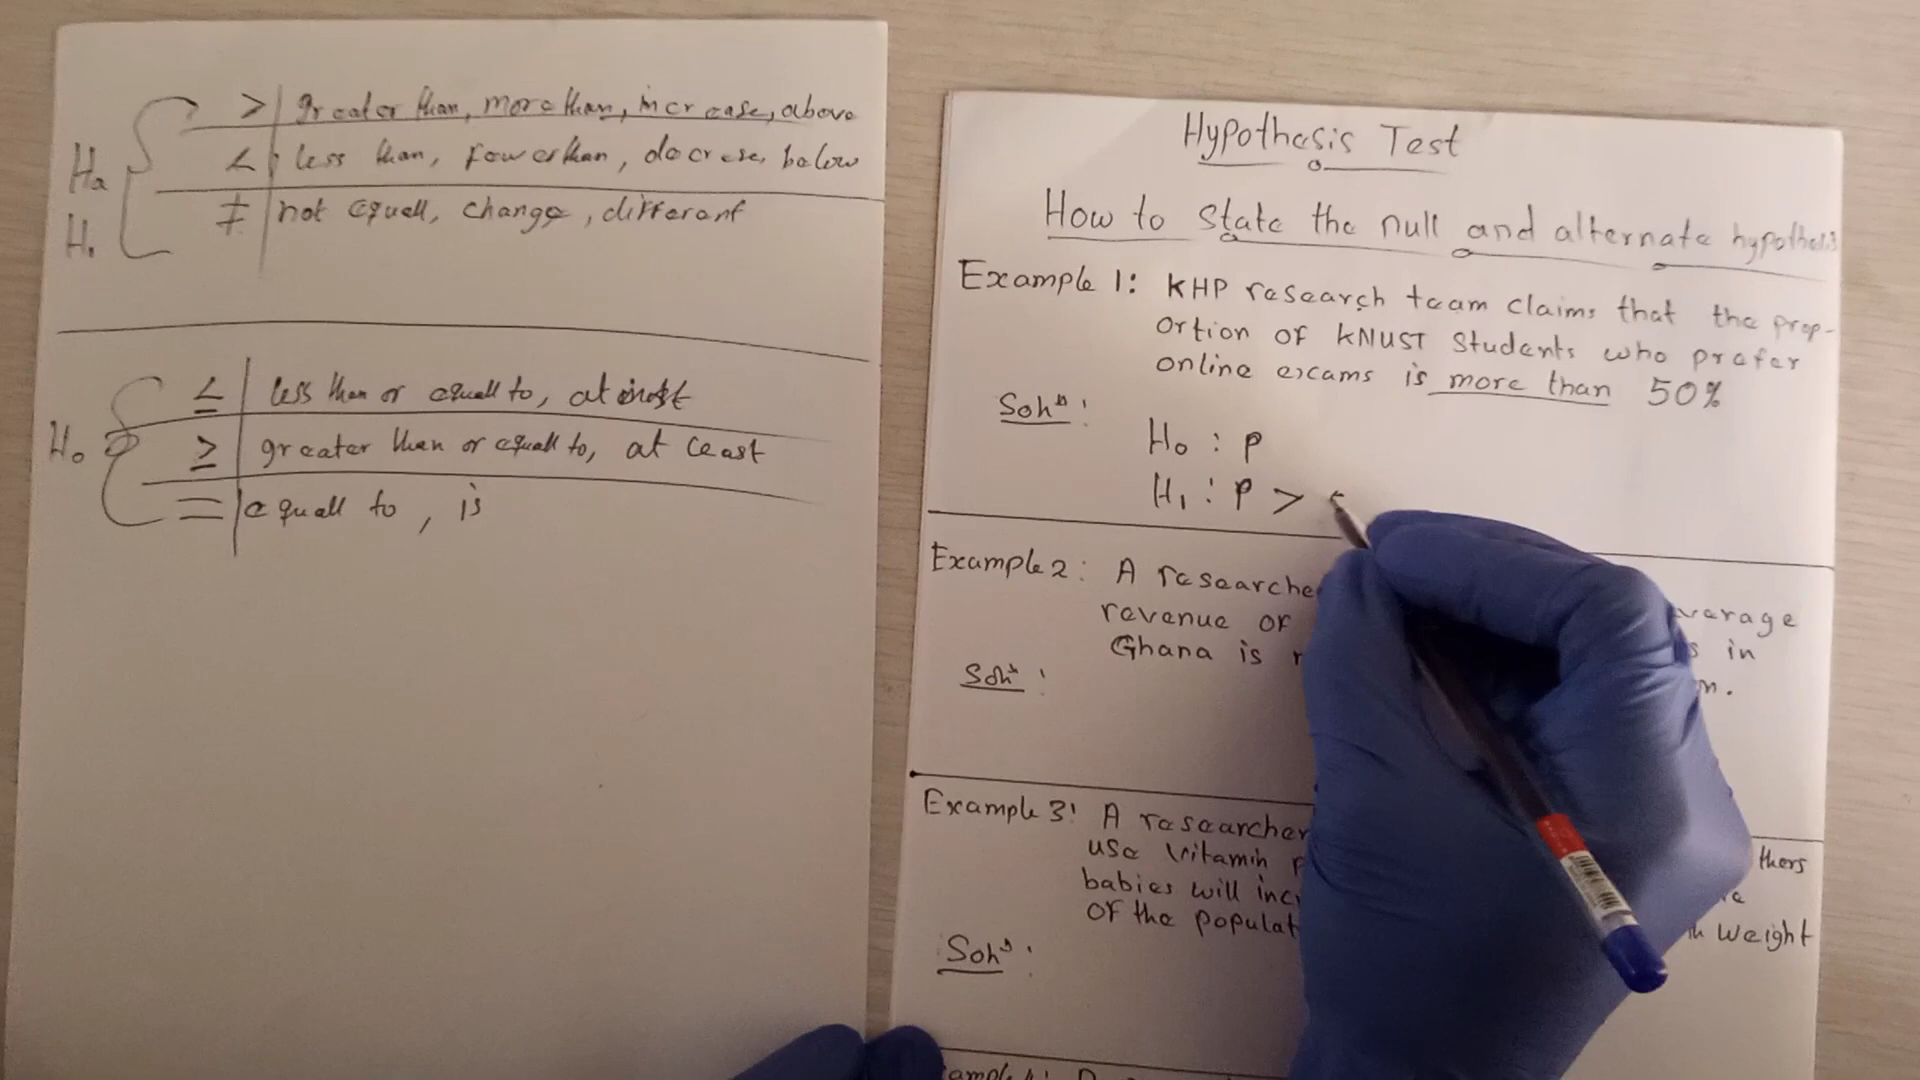 > greater than, more than, increase, above
Ha
< less than, fewer than, decrese, below
≠ not equall, change, different
H₁
≤ less than or equall to, at most
H₀
≥ greater than or equall to, at least
= equall to, is
Hypothesis Test
How to state the null and alternate hypothesis
Example 1: KHP research team claims that the prop-
ortion of KNUST Students who prefer
online exams is more than 50%
Soln:
H₀ : p
H₁ : p >
Example 2: A researche verage
revenue of s in
Ghana is n.
Soln:
Example 3: A researcher thers
use Vitamin
babies will inc
of the populat weight
Soln: